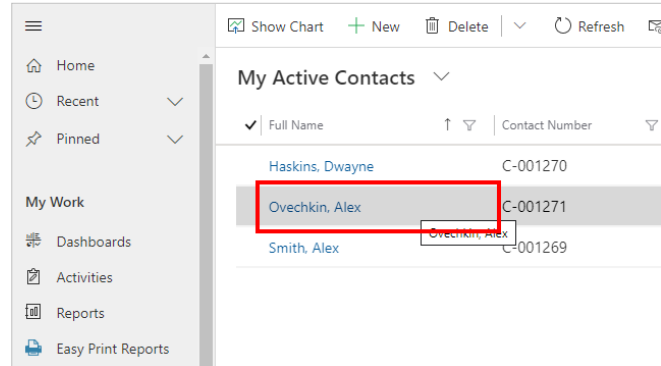 Show Chart New Delete Refresh
Home
Recent
Pinned
My Work
Dashboards
Activities
Reports
Easy Print Reports
My Active Contacts
Full Name Contact Number
Haskins, Dwayne C-001270
Ovechkin, Alex C-001271
Ovechkin, Alex
Smith, Alex C-001269